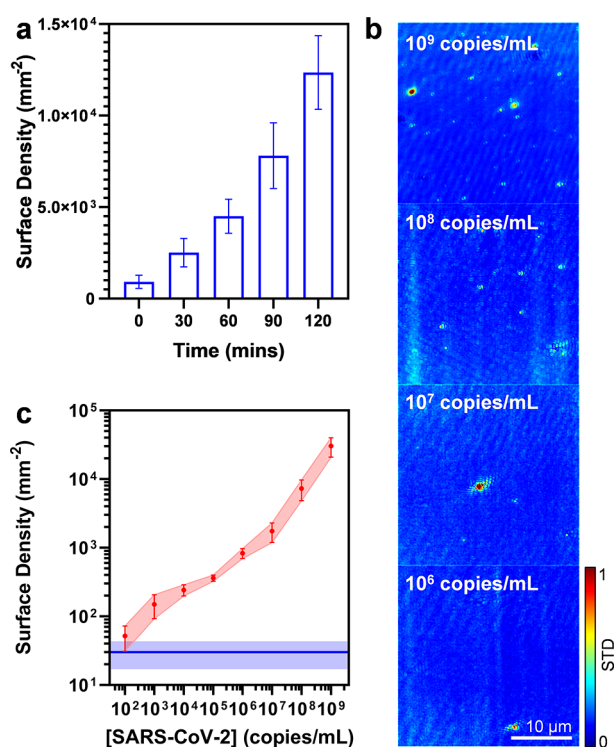 a
1.5×10⁴
1.0×10⁴
5.0×10³
0
Surface Density (mm⁻²)
0 30 60 90 120
Time (mins)
b
10⁹ copies/mL
10⁸ copies/mL
10⁷ copies/mL
10⁶ copies/mL
10 μm
1
STD
0
c
10⁵
10⁴
10³
10²
10¹
Surface Density (mm⁻²)
10² 10³ 10⁴ 10⁵ 10⁶ 10⁷ 10⁸ 10⁹
[SARS-CoV-2] (copies/mL)